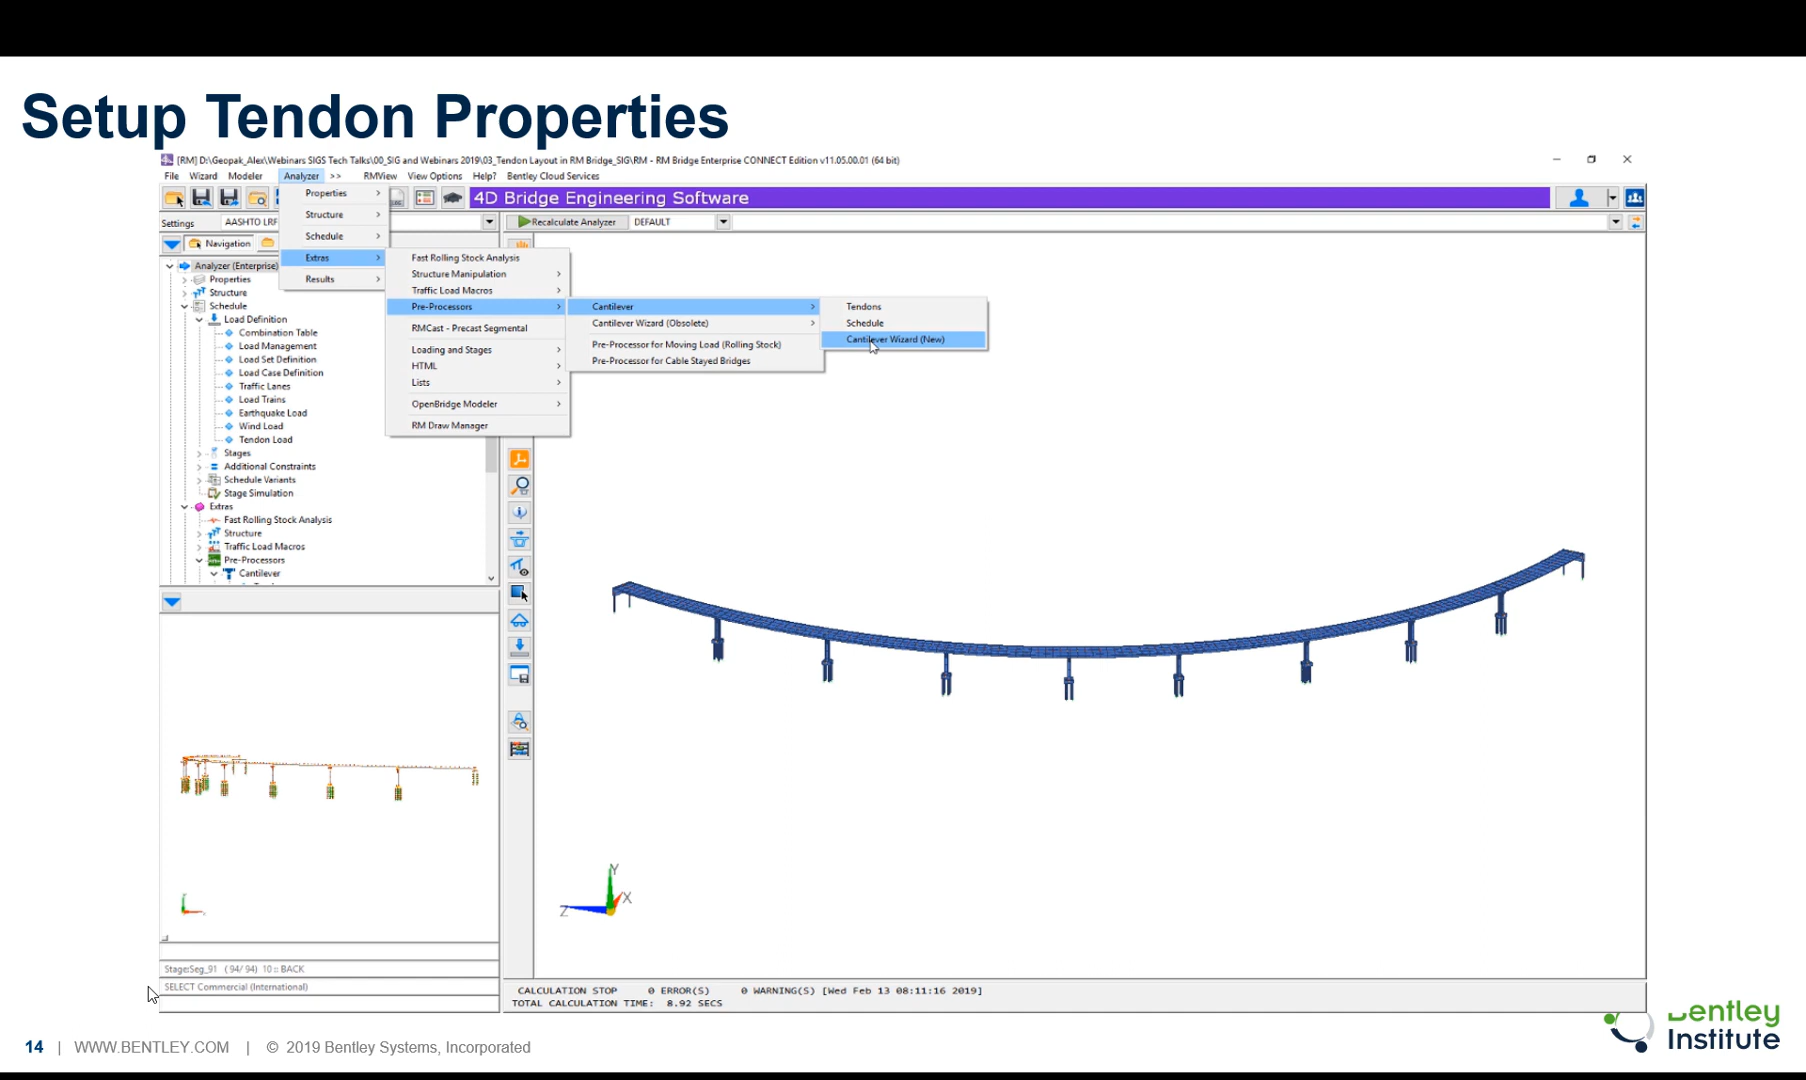 Setup Tendon Properties
[RM] D:\Geopak_Alex\Webinars SIGS Tech Talks\00_SIG and Webinars 2019\03_Tendon Layout in RM Bridge_SIG\RM - RM Bridge Enterprise CONNECT Edition v11.05.00.01 (64 bit)
File Wizard Modeler Analyzer >> RMView View Options Help? Bentley Cloud Services
4D Bridge Engineering Software
Settings AASHTO LRF
Recalculate Analyzer DEFAULT
Navigation
Properties
Structure
Schedule
Extras
Results
Fast Rolling Stock Analysis
Structure Manipulation
Traffic Load Macros
Pre-Processors
RMCast - Precast Segmental
Loading and Stages
HTML
Lists
OpenBridge Modeler
RM Draw Manager
Cantilever
Cantilever Wizard (Obsolete)
Pre-Processor for Moving Load (Rolling Stock)
Pre-Processor for Cable Stayed Bridges
Tendons
Schedule
Cantilever Wizard (New)
Analyzer (Enterprise)
Properties
Structure
Schedule
Load Definition
Combination Table
Load Management
Load Set Definition
Load Case Definition
Traffic Lanes
Load Trains
Earthquake Load
Wind Load
Tendon Load
Stages
Additional Constraints
Schedule Variants
Stage Simulation
Extras
Fast Rolling Stock Analysis
Structure
Traffic Load Macros
Pre-Processors
Cantilever
Y
X
Z
Stage:Seg_91 ( 94/ 94) 10 :: BACK
SELECT Commercial (International)
CALCULATION STOP 0 ERROR(S) 0 WARNING(S) [Wed Feb 13 08:11:16 2019]
TOTAL CALCULATION TIME: 8.92 SECS
14 | WWW.BENTLEY.COM | © 2019 Bentley Systems, Incorporated
Bentley
Institute